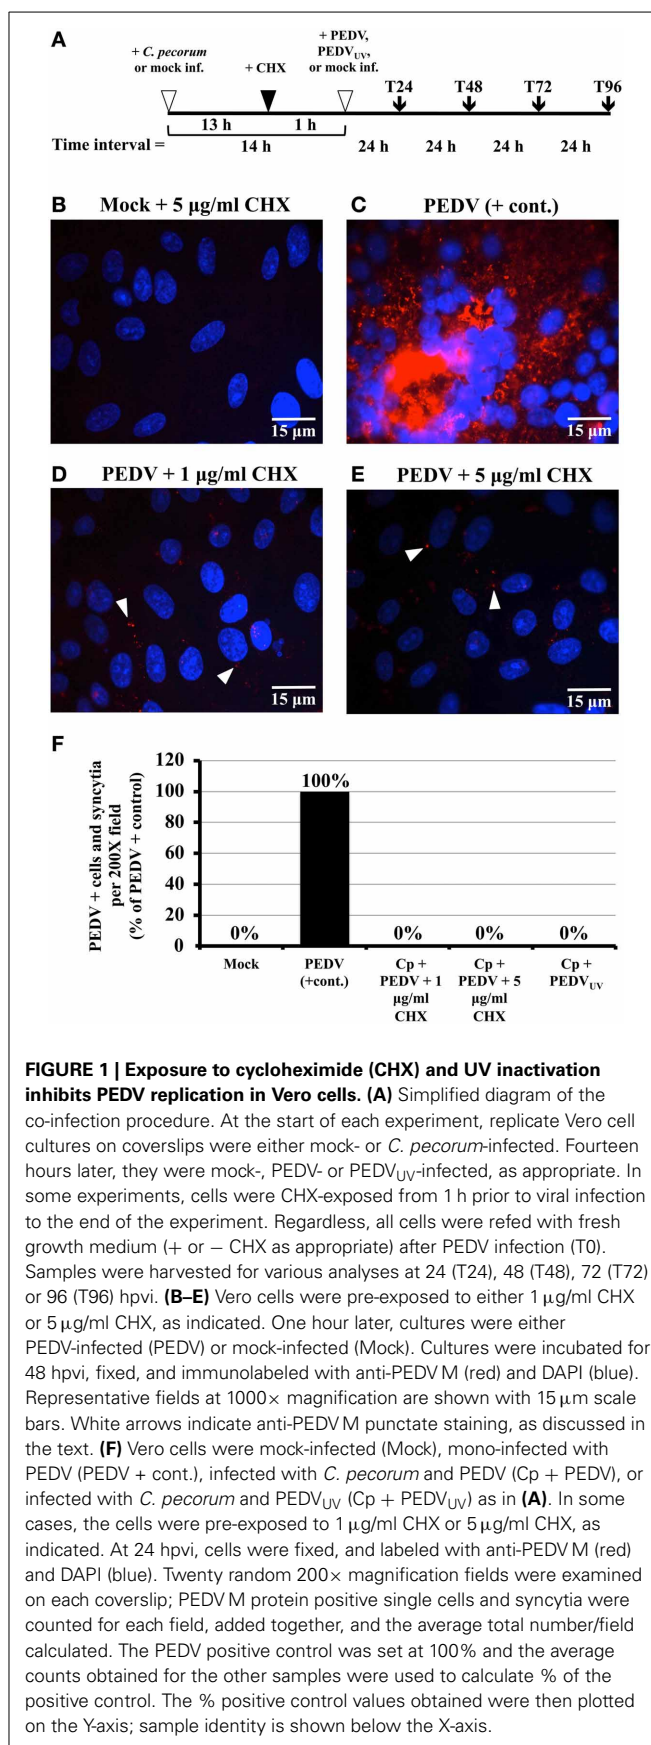 A
+ C. pecorum
or mock inf.
+ CHX
+ PEDV,
PEDVUV,
or mock inf.
T24 T48 T72 T96
13 h 1 h
Time interval = 14 h 24 h 24 h 24 h 24 h
B Mock + 5 µg/ml CHX
15 µm
C PEDV (+ cont.)
15 µm
D PEDV + 1 µg/ml CHX
15 µm
E PEDV + 5 µg/ml CHX
15 µm
F
PEDV + cells and syncytia
per 200X field
(% of PEDV + control)
120
100
80
60
40
20
0
0% 100% 0% 0% 0%
Mock
PEDV
(+cont.)
Cp +
PEDV + 1
µg/ml
CHX
Cp +
PEDV + 5
µg/ml
CHX
Cp +
PEDVUV
FIGURE 1 | Exposure to cycloheximide (CHX) and UV inactivation
inhibits PEDV replication in Vero cells. (A) Simplified diagram of the
co-infection procedure. At the start of each experiment, replicate Vero cell
cultures on coverslips were either mock- or C. pecorum-infected. Fourteen
hours later, they were mock-, PEDV- or PEDVUV-infected, as appropriate. In
some experiments, cells were CHX-exposed from 1 h prior to viral infection
to the end of the experiment. Regardless, all cells were refed with fresh
growth medium (+ or − CHX as appropriate) after PEDV infection (T0).
Samples were harvested for various analyses at 24 (T24), 48 (T48), 72 (T72)
or 96 (T96) hpvi. (B–E) Vero cells were pre-exposed to either 1 µg/ml CHX
or 5 µg/ml CHX, as indicated. One hour later, cultures were either
PEDV-infected (PEDV) or mock-infected (Mock). Cultures were incubated for
48 hpvi, fixed, and immunolabeled with anti-PEDV M (red) and DAPI (blue).
Representative fields at 1000× magnification are shown with 15 µm scale
bars. White arrows indicate anti-PEDV M punctate staining, as discussed in
the text. (F) Vero cells were mock-infected (Mock), mono-infected with
PEDV (PEDV + cont.), infected with C. pecorum and PEDV (Cp + PEDV), or
infected with C. pecorum and PEDVUV (Cp + PEDVUV) as in (A). In some
cases, the cells were pre-exposed to 1 µg/ml CHX or 5 µg/ml CHX, as
indicated. At 24 hpvi, cells were fixed, and labeled with anti-PEDV M (red)
and DAPI (blue). Twenty random 200× magnification fields were examined
on each coverslip; PEDV M protein positive single cells and syncytia were
counted for each field, added together, and the average total number/field
calculated. The PEDV positive control was set at 100% and the average
counts obtained for the other samples were used to calculate % of the
positive control. The % positive control values obtained were then plotted
on the Y-axis; sample identity is shown below the X-axis.